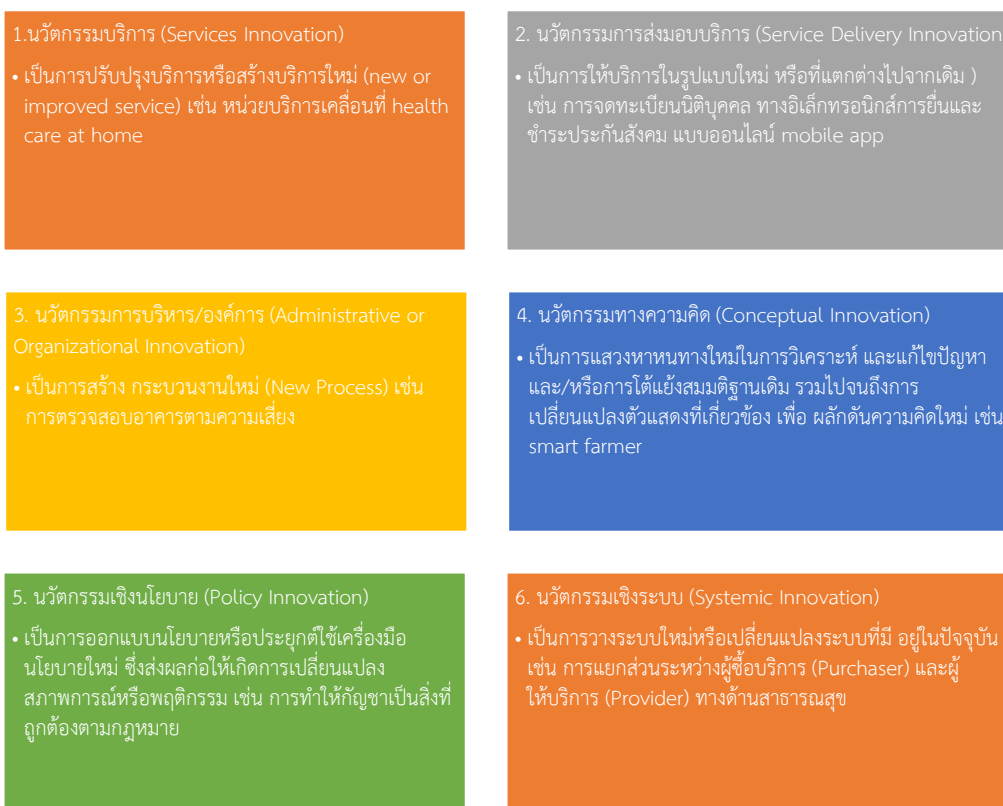 1.นวัตกรรมบริการ (Services Innovation)
• เป็นการปรับปรุงบริการหรือสร้างบริการใหม่ (new or
improved service) เช่น หน่วยบริการเคลื่อนที่ health
care at home
2. นวัตกรรมการส่งมอบบริการ (Service Delivery Innovation
• เป็นการให้บริการในรูปแบบใหม่ หรือที่แตกต่างไปจากเดิม )
เช่น การจดทะเบียนนิติบุคคล ทางอิเล็กทรอนิกส์การยื่นและ
ชำระประกันสังคม แบบออนไลน์ mobile app
3. นวัตกรรมการบริหาร/องค์การ (Administrative or
Organizational Innovation)
• เป็นการสร้าง กระบวนงานใหม่ (New Process) เช่น
การตรวจสอบอาคารตามความเสี่ยง
4. นวัตกรรมทางความคิด (Conceptual Innovation)
• เป็นการแสวงหาหนทางใหม่ในการวิเคราะห์ และแก้ไขปัญหา
และ/หรือการโต้แย้งสมมติฐานเดิม รวมไปจนถึงการ
เปลี่ยนแปลงตัวแสดงที่เกี่ยวข้อง เพื่อ ผลักดันความคิดใหม่ เช่น
smart farmer
5. นวัตกรรมเชิงนโยบาย (Policy Innovation)
• เป็นการออกแบบนโยบายหรือประยุกต์ใช้เครื่องมือ
นโยบายใหม่ ซึ่งส่งผลก่อให้เกิดการเปลี่ยนแปลง
สภาพการณ์หรือพฤติกรรม เช่น การทำให้กัญชาเป็นสิ่งที่
ถูกต้องตามกฎหมาย
6. นวัตกรรมเชิงระบบ (Systemic Innovation)
• เป็นการวางระบบใหม่หรือเปลี่ยนแปลงระบบที่มี อยู่ในปัจจุบัน
เช่น การแยกส่วนระหว่างผู้ซื้อบริการ (Purchaser) และผู้
ให้บริการ (Provider) ทางด้านสาธารณสุข